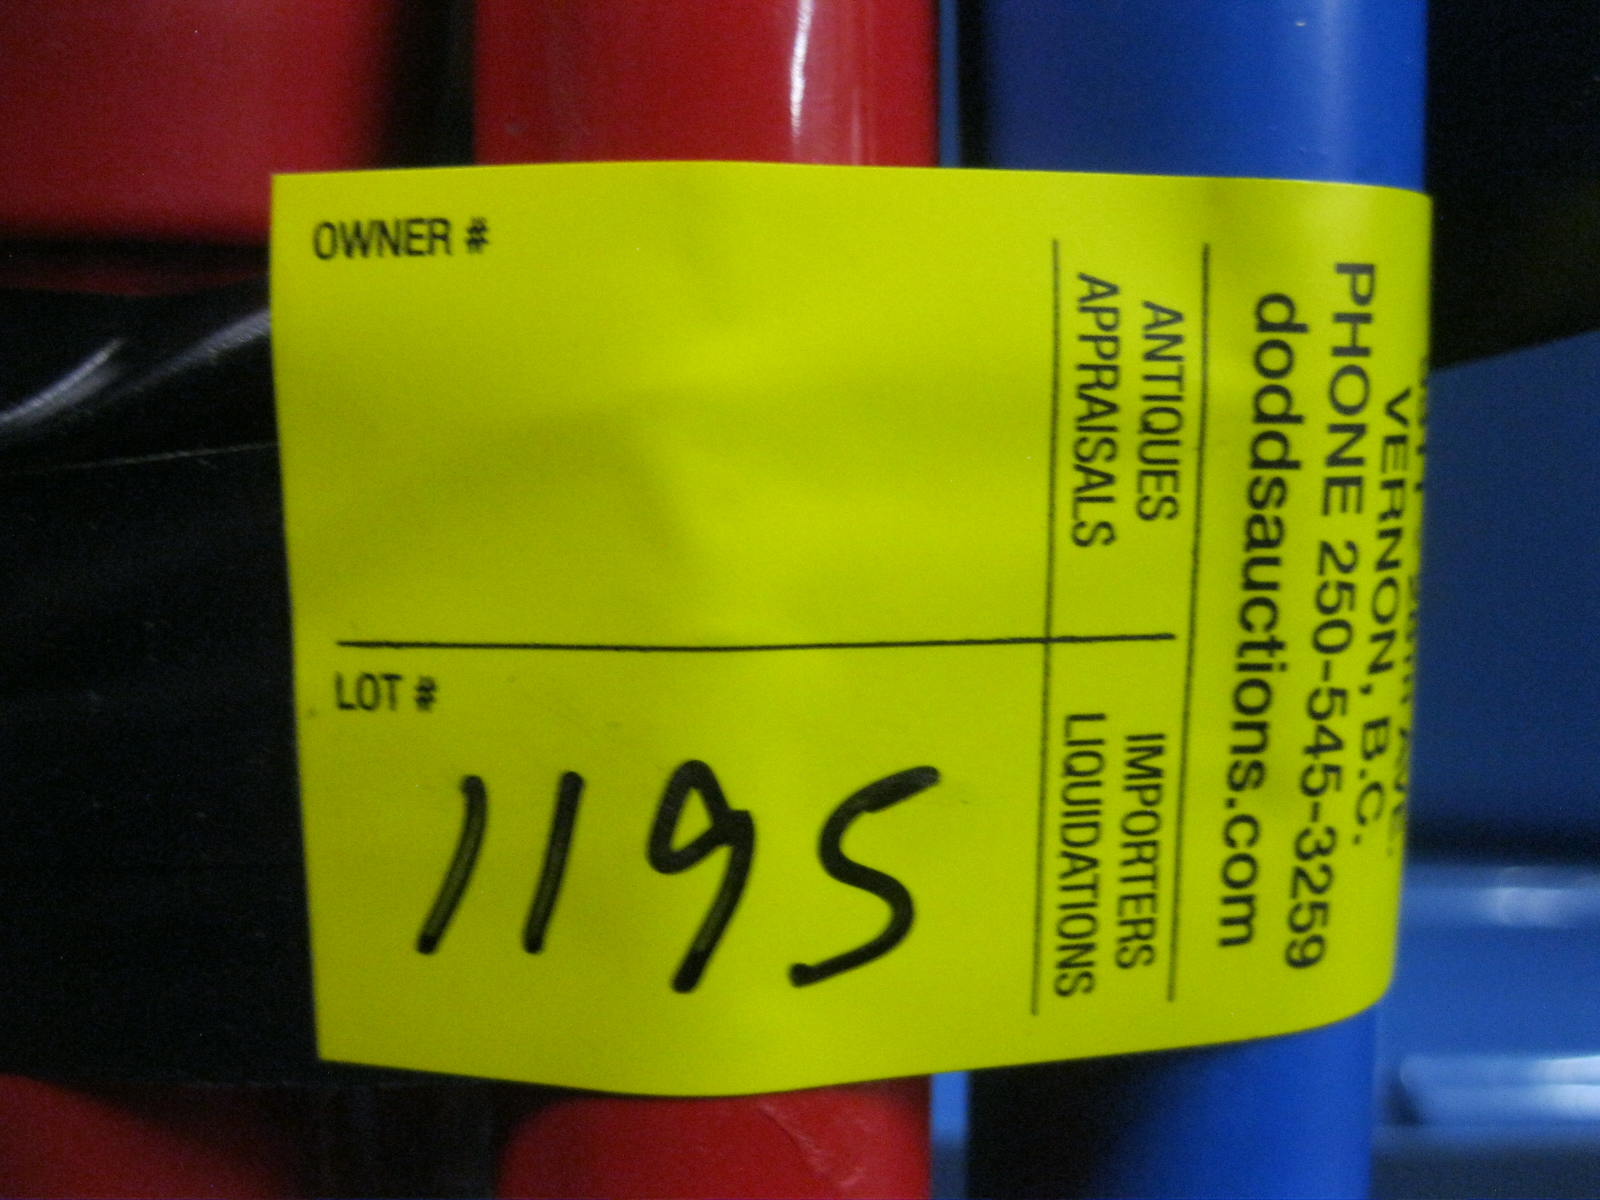 OWNER #
LOT #
1195
VERNON, B.C.
PHONE 250-545-3259
doddsauctions.com
ANTIQUES
APPRAISALS
IMPORTERS
LIQUIDATIONS